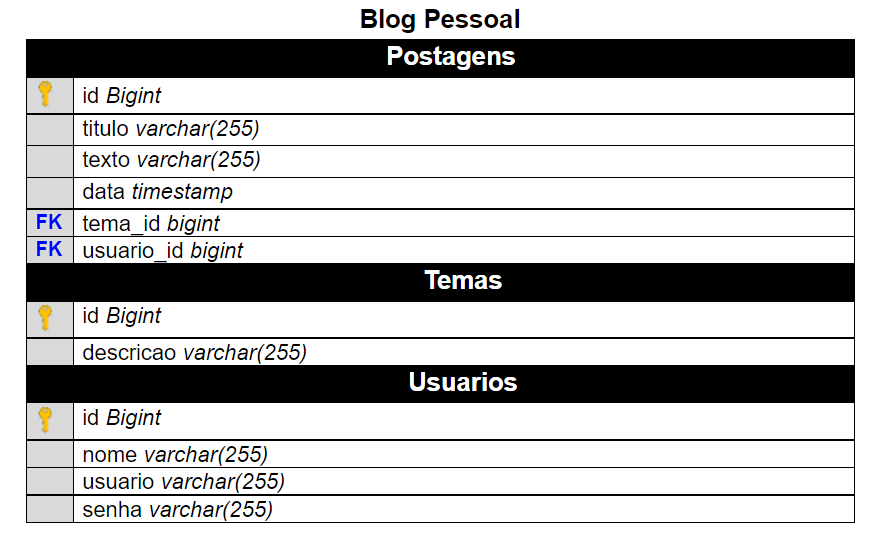 Blog Pessoal
Postagens
id Bigint
titulo varchar(255)
texto varchar(255)
data timestamp
FK tema_id bigint
FK usuario_id bigint
Temas
id Bigint
descricao varchar(255)
Usuarios
id Bigint
nome varchar(255)
usuario varchar(255)
senha varchar(255)